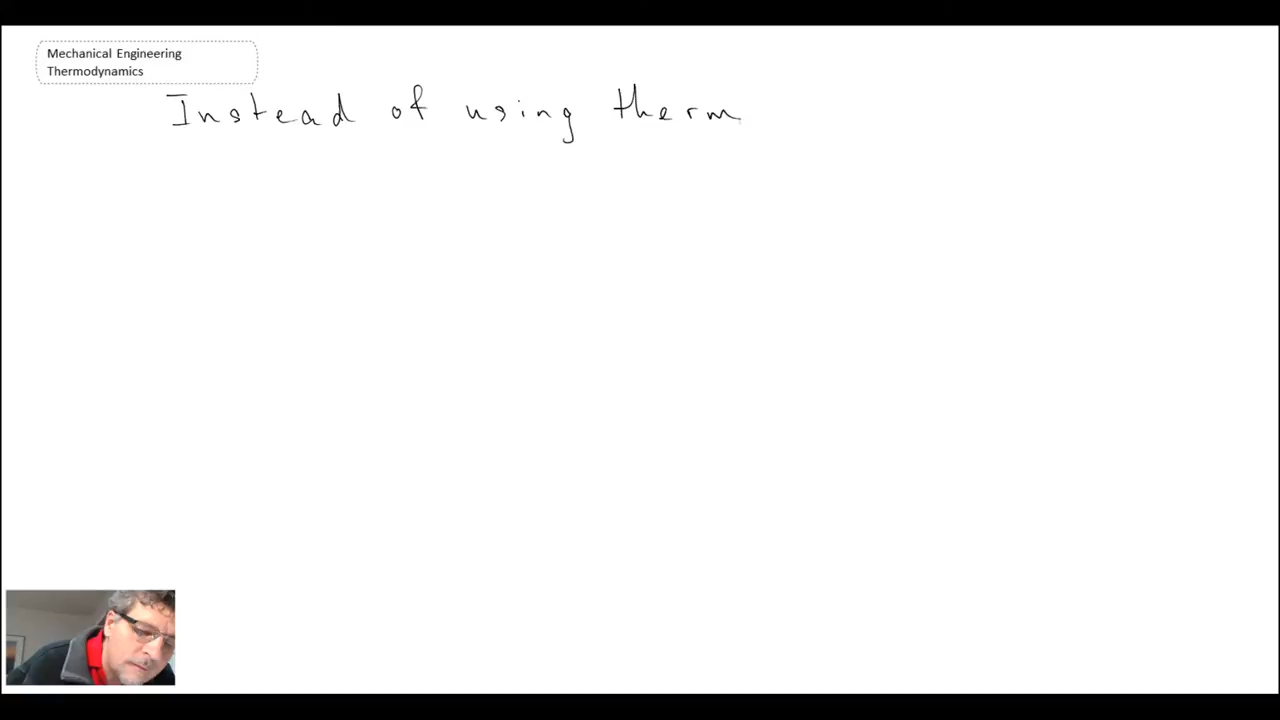 Mechanical Engineering
Thermodynamics
Instead of using therm